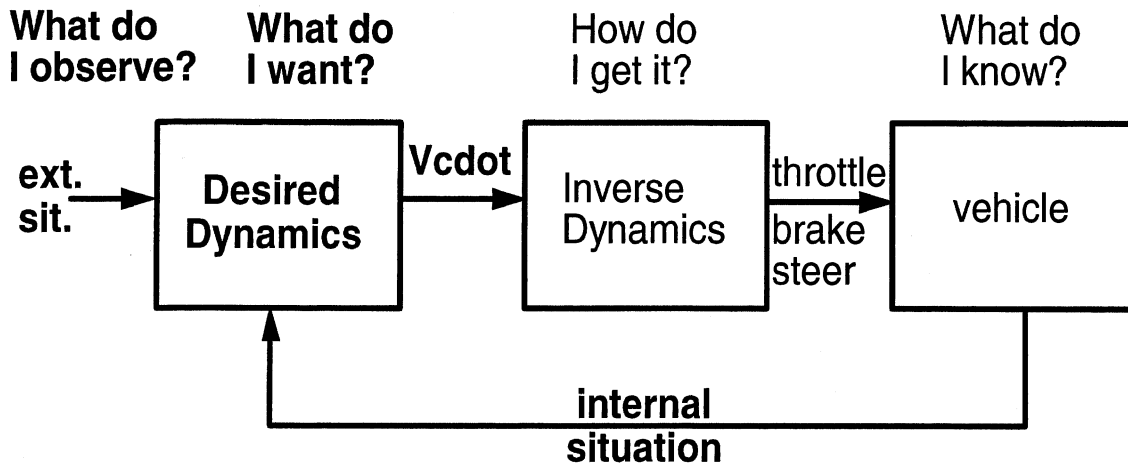 What do
I observe?
What do
I want?
How do
I get it?
What do
I know?
ext.
sit.
Desired
Dynamics
Vcdot
Inverse
Dynamics
throttle
brake
steer
vehicle
internal
situation